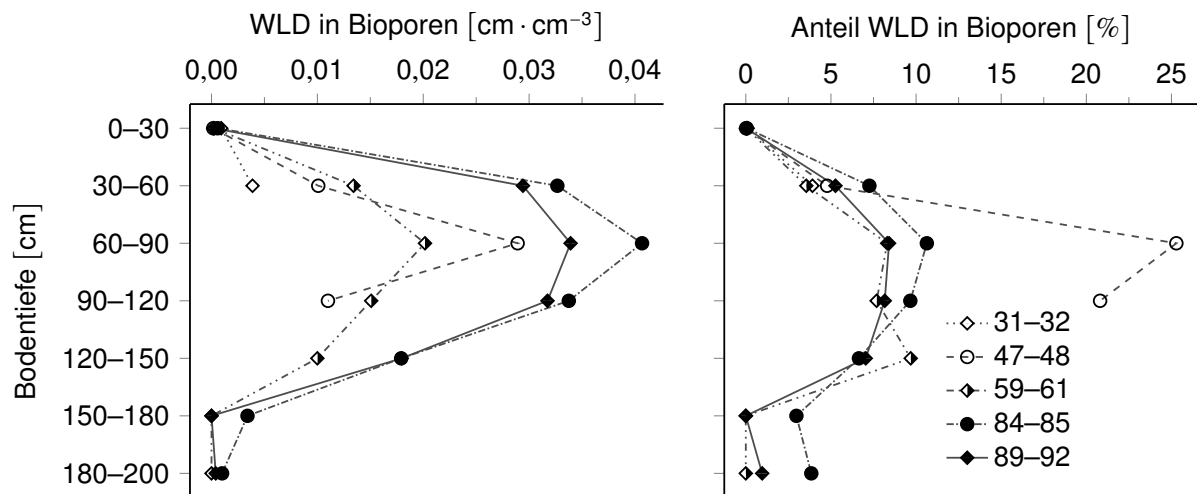 WLD in Bioporen [cm · cm⁻³]
Anteil WLD in Bioporen [%]
0,00 0,01 0,02 0,03 0,04
0 5 10 15 20 25
Bodentiefe [cm]
0–30
30–60
60–90
90–120
120–150
150–180
180–200
31–32
47–48
59–61
84–85
89–92